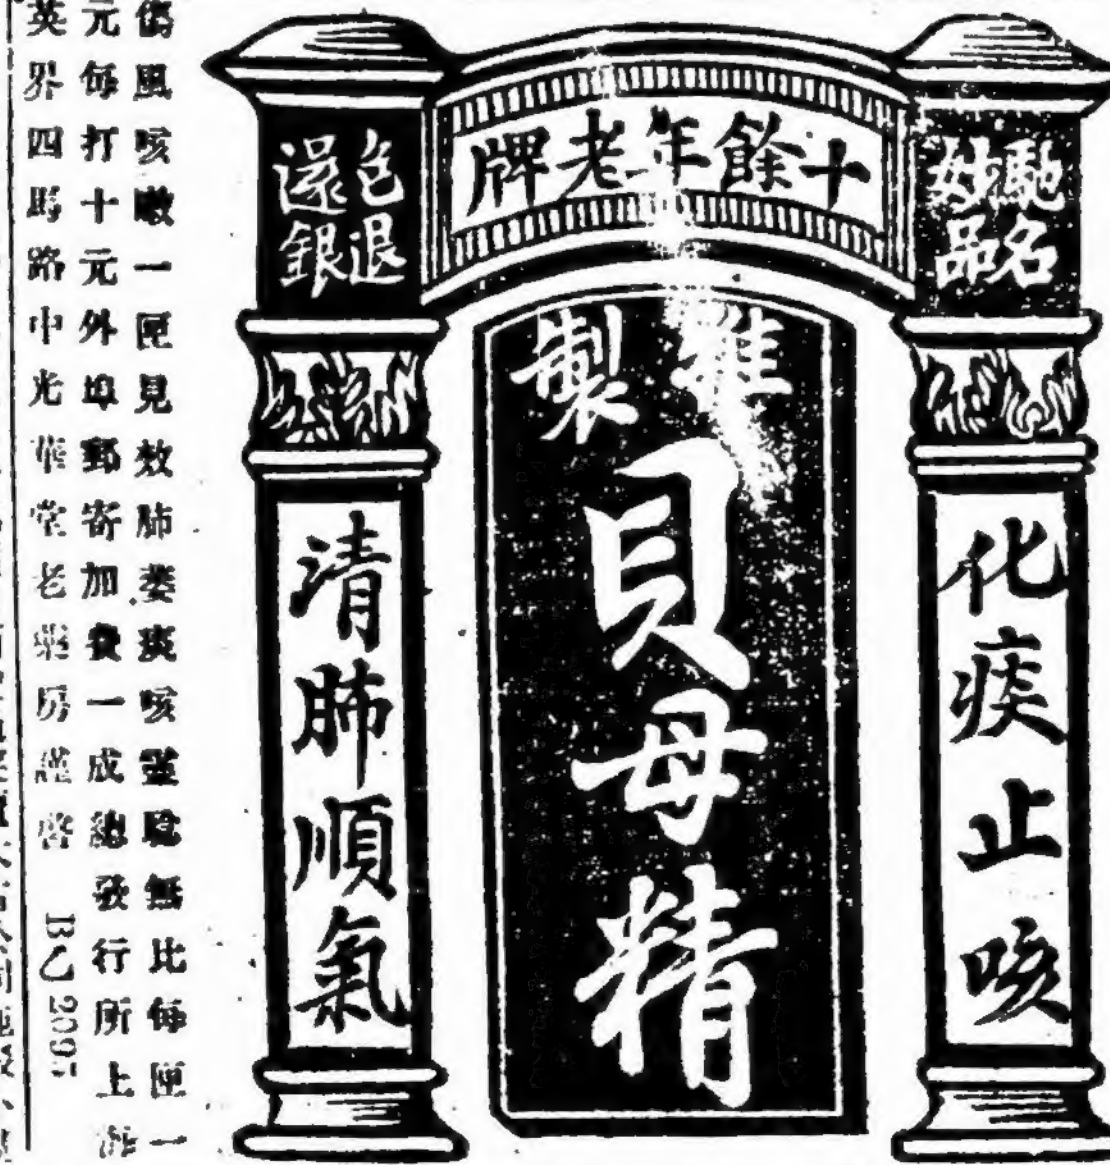 十餘年老牌
馳名
妙品
化痰止咳
製
貝母精
包退
還銀
清肺順氣
傷風咳嗽一匣見效肺萎痰咳靈驗無比每匣一
元每打十元外埠郵寄加費一成總發行所上海
英界四馬路中光華堂老藥房謹啓 B乙2095